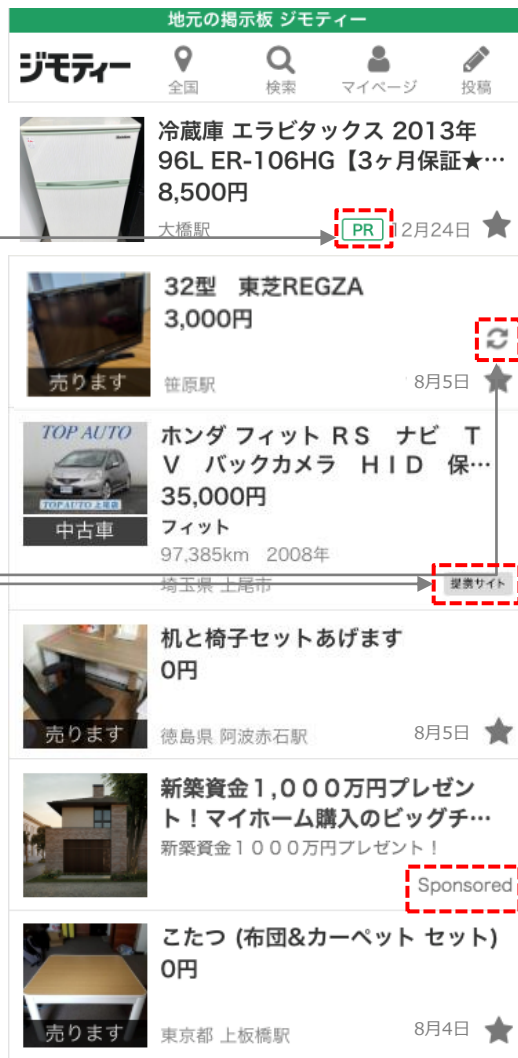 地元の掲示板 ジモティー
ジモティー
全国
検索
マイページ
投稿
冷蔵庫 エラビタックス 2013年
96L ER-106HG【3ヶ月保証★…
8,500円
大橋駅
PR
12月24日
32型 東芝REGZA
3,000円
売ります
笹原駅
8月5日
TOP AUTO
TOP AUTO 上尾店
中古車
ホンダ フィット ＲＳ ナビ Ｔ
Ｖ バックカメラ ＨＩＤ 保…
35,000円
フィット
97,385km 2008年
埼玉県 上尾市
提携サイト
机と椅子セットあげます
0円
売ります
徳島県 阿波赤石駅
8月5日
新築資金１,０００万円プレゼン
ト！マイホーム購入のビッグチ…
新築資金１０００万円プレゼント！
Sponsored
こたつ (布団&カーペット セット)
0円
売ります
東京都 上板橋駅
8月4日